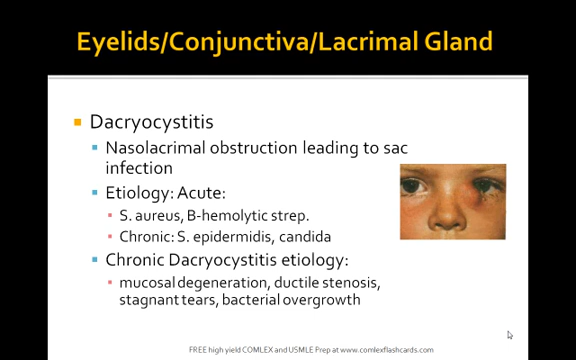 Eyelids/Conjunctiva/Lacrimal Gland
Dacryocystitis
Nasolacrimal obstruction leading to sac
infection
Etiology: Acute:
S. aureus, B-hemolytic strep.
Chronic: S. epidermidis, candida
Chronic Dacryocystitis etiology:
mucosal degeneration, ductile stenosis,
stagnant tears, bacterial overgrowth
FREE high yield COMLEX and USMLE Prep at www.comlexflashcards.com